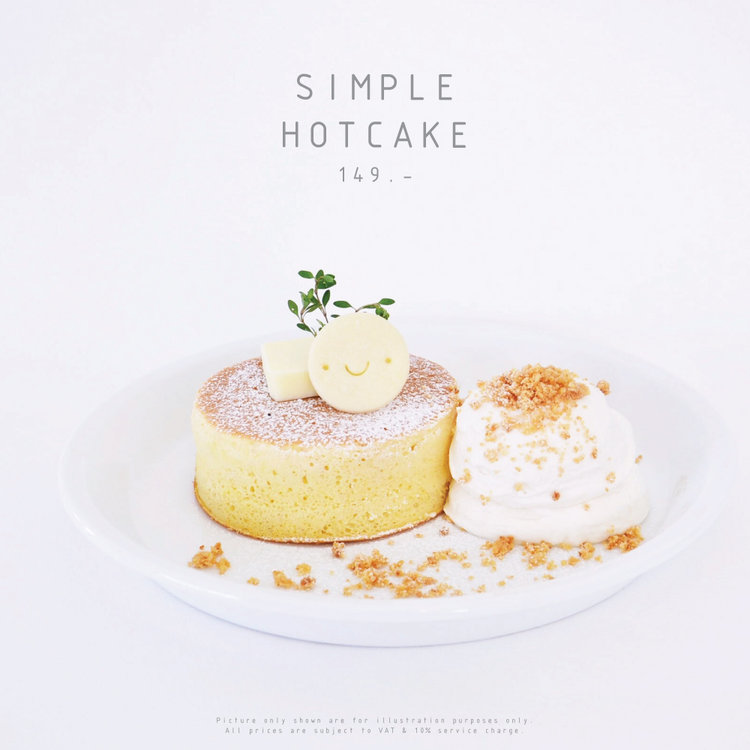 SIMPLE
HOTCAKE
149.-
Picture only shown are for illustration purposes only.
All prices are subject to VAT & 10% service charge.